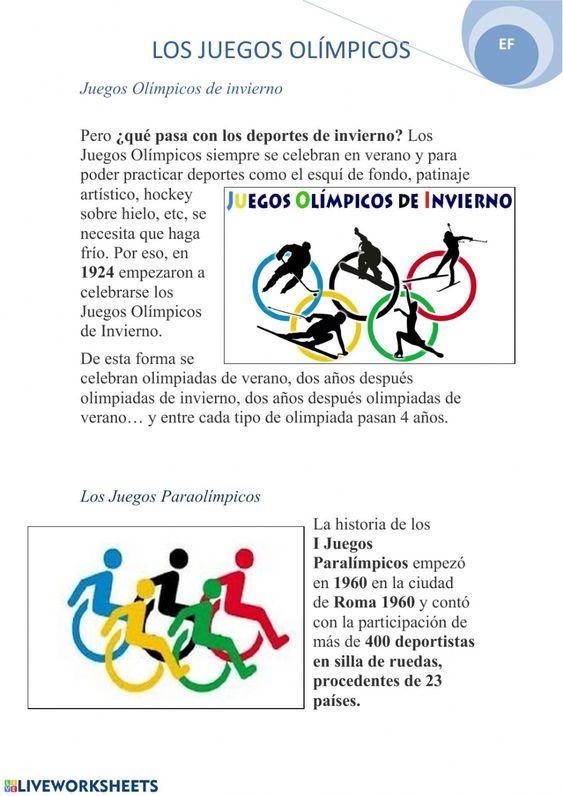 LOS JUEGOS OLÍMPICOS
EF
Juegos Olímpicos de invierno
Pero ¿qué pasa con los deportes de invierno? Los
Juegos Olímpicos siempre se celebran en verano y para
poder practicar deportes como el esquí de fondo, patinaje
artístico, hockey
sobre hielo, etc, se
necesita que haga
frío. Por eso, en
1924 empezaron a
celebrarse los
Juegos Olímpicos
de Invierno.
JUEGOS OLÍMPICOS DE INVIERNO
De esta forma se
celebran olimpiadas de verano, dos años después
olimpiadas de invierno, dos años después olimpiadas de
verano… y entre cada tipo de olimpiada pasan 4 años.
Los Juegos Paraolímpicos
La historia de los
I Juegos
Paralímpicos empezó
en 1960 en la ciudad
de Roma 1960 y contó
con la participación de
más de 400 deportistas
en silla de ruedas,
procedentes de 23
países.
LIVEWORKSHEETS